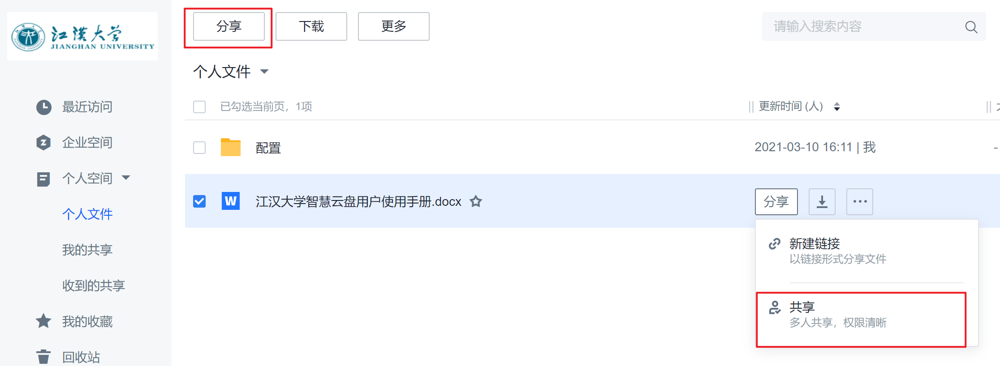 江漢大学
JIANGHAN UNIVERSITY
最近访问
企业空间
个人空间
个人文件
我的共享
收到的共享
我的收藏
回收站
分享
下载
更多
请输入搜索内容
个人文件
已勾选当前页，1项
更新时间 (人)
配置
2021-03-10 16:11 | 我
-
W
江汉大学智慧云盘用户使用手册.docx
分享
新建链接
以链接形式分享文件
共享
多人共享，权限清晰